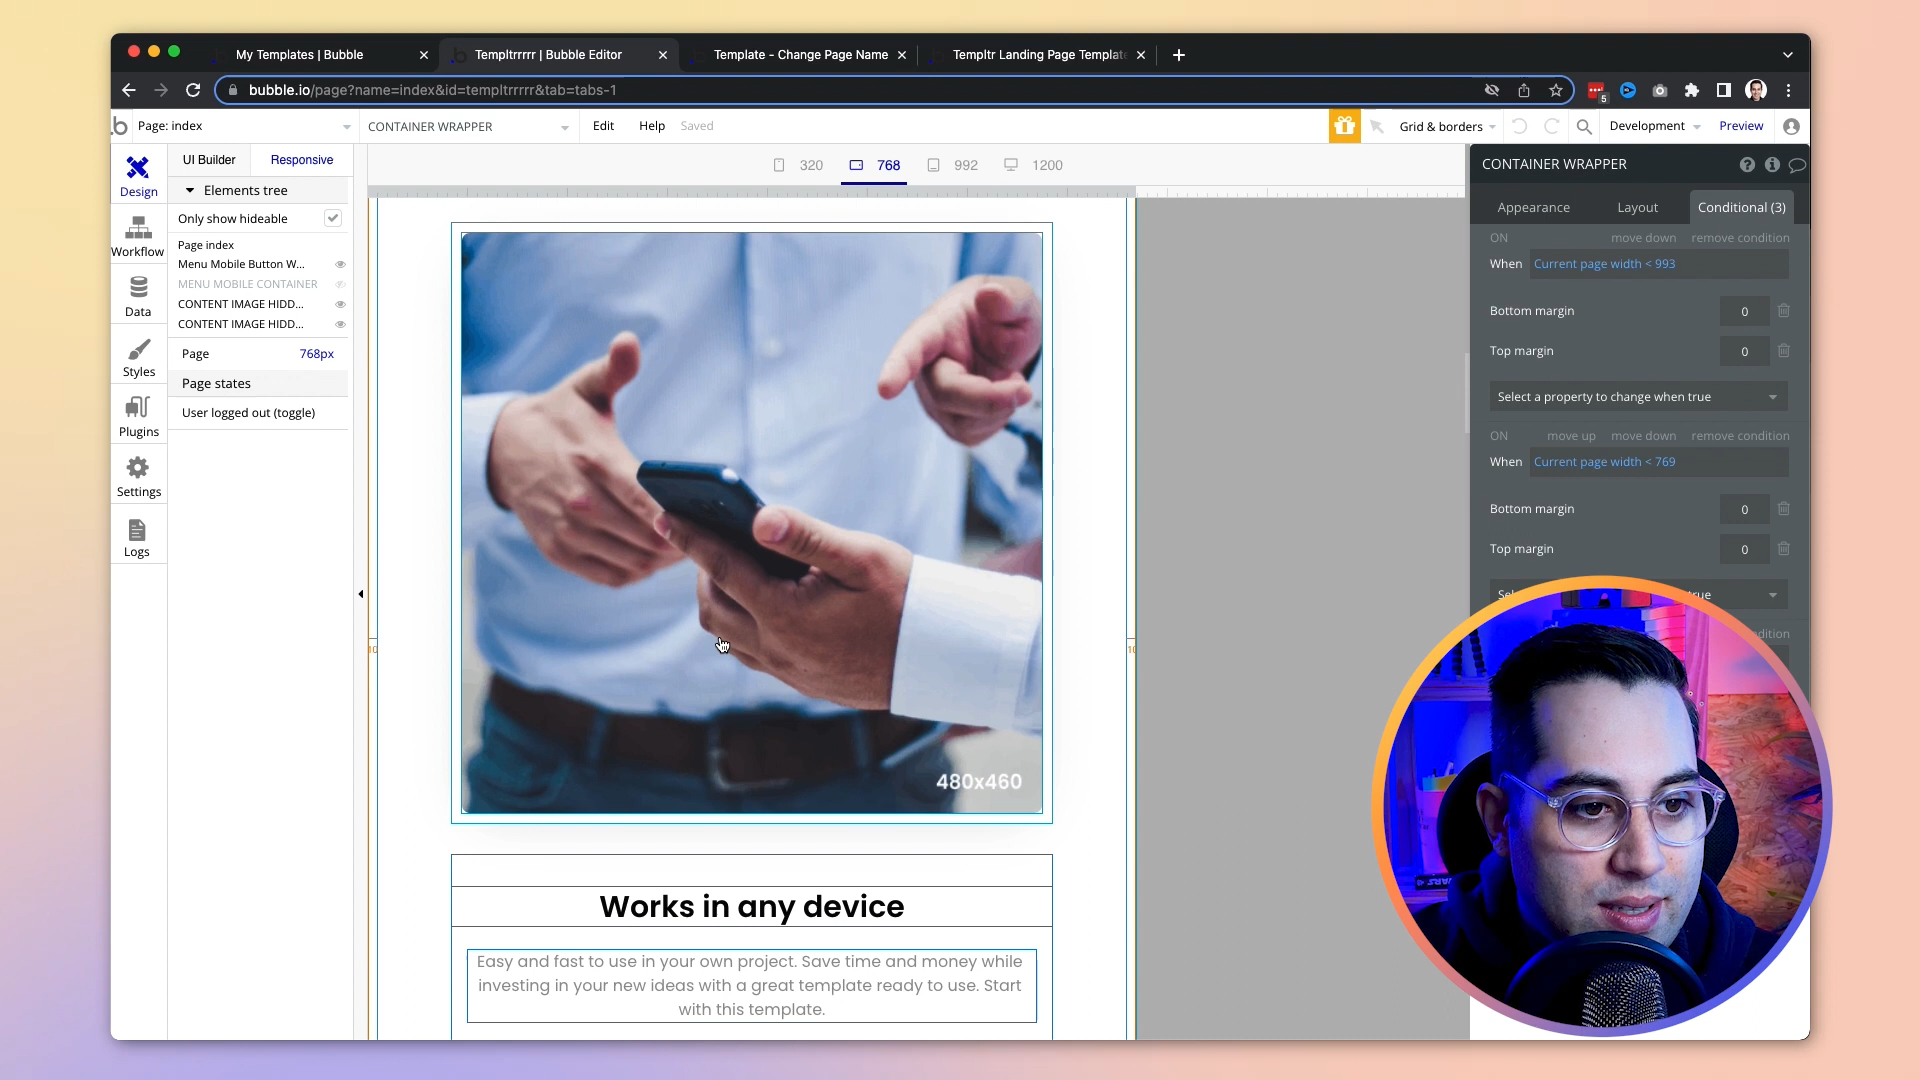 My Templates | Bubble
Templtrrrrr | Bubble Editor
Template - Change Page Name
Templtr Landing Page Template
bubble.io/page?name=index&id=templtrrrrr&tab=tabs-1
5
.b
Page: index
CONTAINER WRAPPER
Edit
Help
Saved
Grid & borders
Development
Preview
Design
Workflow
Data
Styles
Plugins
Settings
Logs
UI Builder
Responsive
Elements tree
Only show hideable
Page index
Menu Mobile Button W...
MENU MOBILE CONTAINER
CONTENT IMAGE HIDD...
CONTENT IMAGE HIDD...
Page 768px
Page states
User logged out (toggle)
320
768
992
1200
480x460
Works in any device
Easy and fast to use in your own project. Save time and money while
investing in your new ideas with a great template ready to use. Start
with this template.
CONTAINER WRAPPER
Appearance
Layout
Conditional (3)
ON move down remove condition
When Current page width < 993
Bottom margin 0
Top margin 0
Select a property to change when true
ON move up move down remove condition
When Current page width < 769
Bottom margin 0
Top margin 0